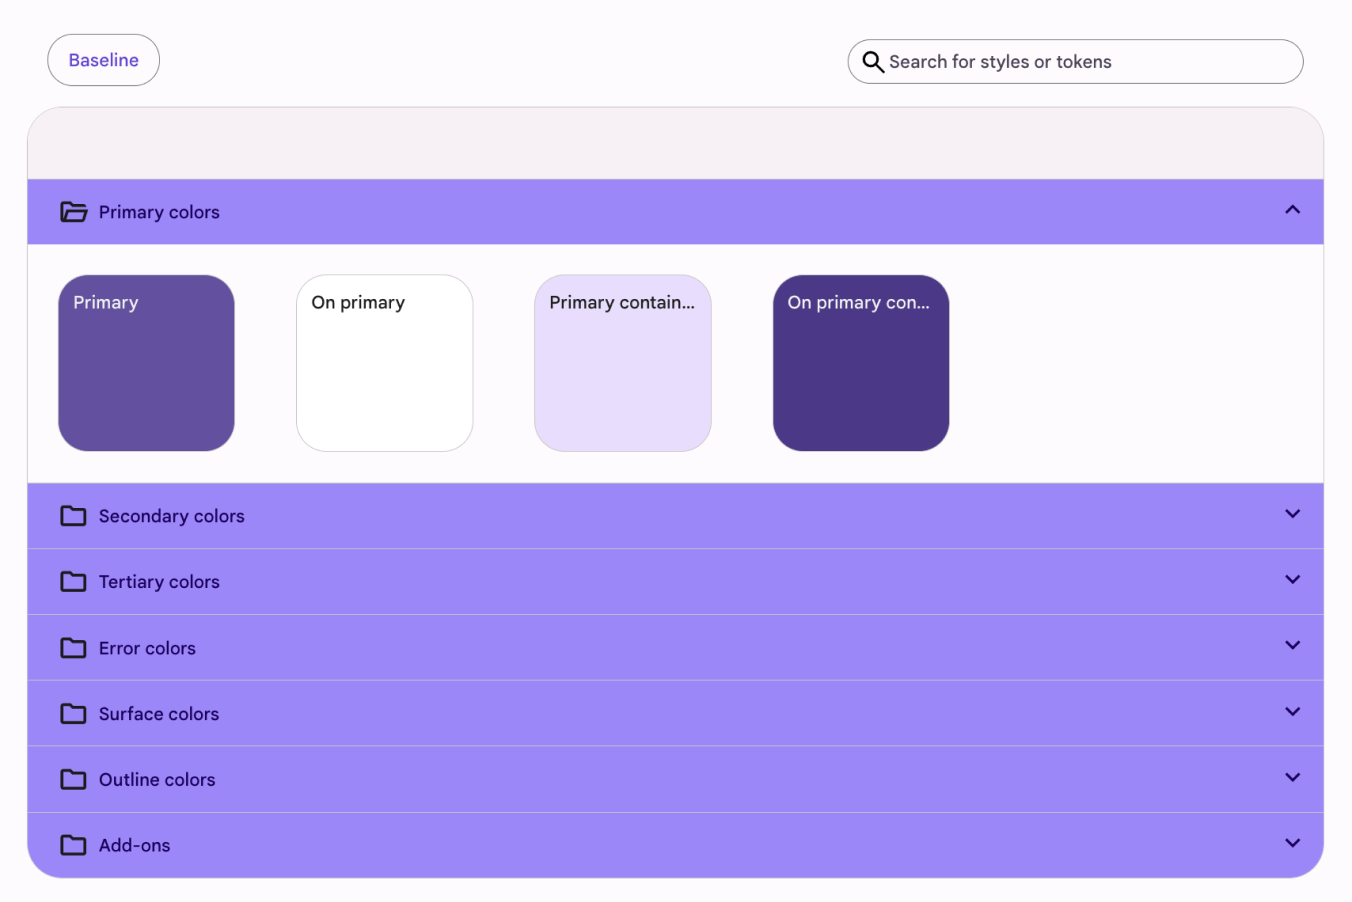 Baseline
Search for styles or tokens
Primary colors
Primary
On primary
Primary contain...
On primary con...
Secondary colors
Tertiary colors
Error colors
Surface colors
Outline colors
Add-ons